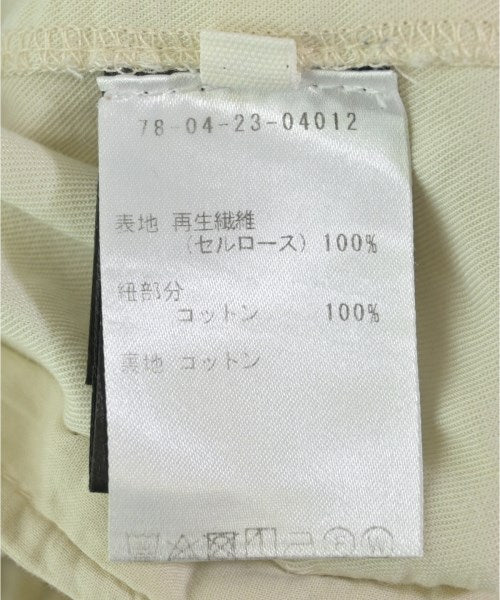 78-04-23-04012
表地 再生繊維
(セルロース) 100%
紐部分
コットン 100%
裏地 コットン